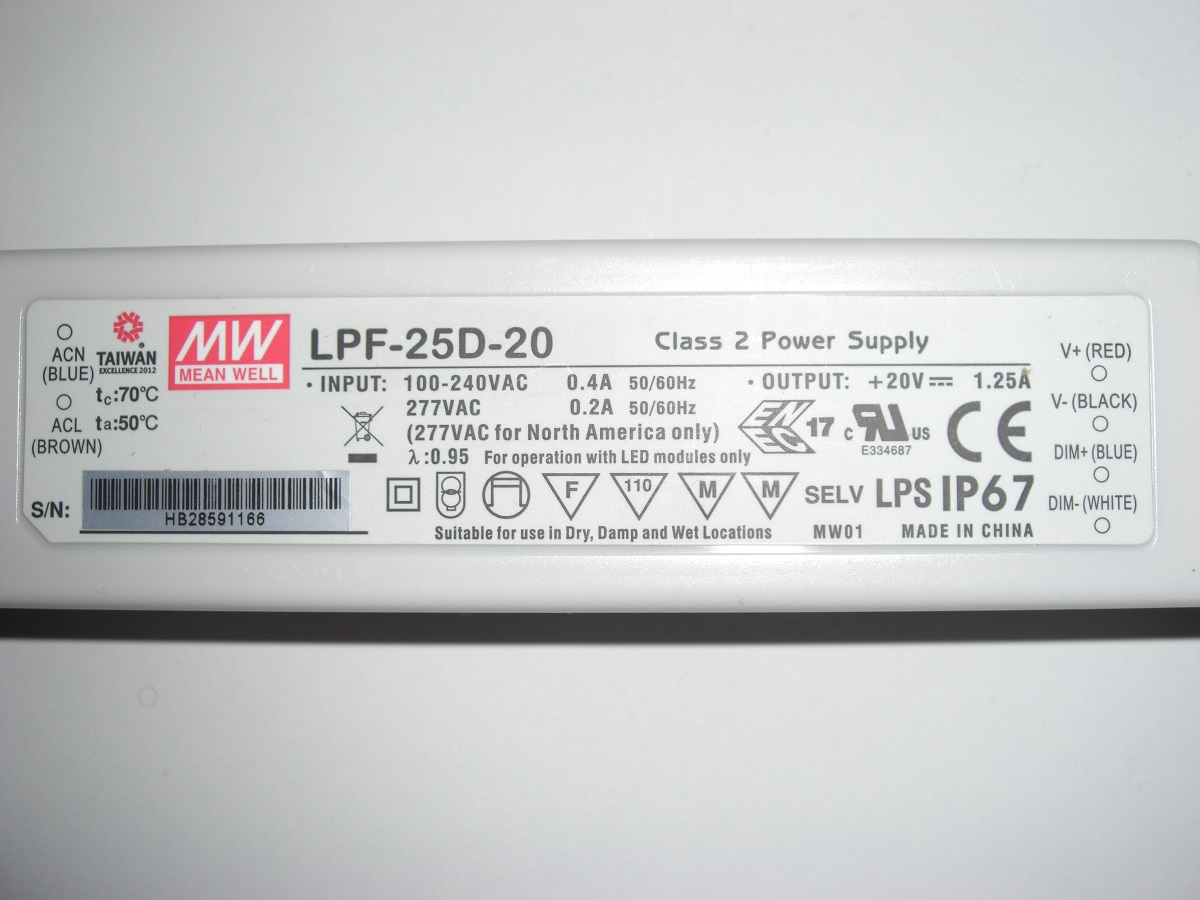 ACN
(BLUE)
ACL
(BROWN)
TAIWAN
EXCELLENCE 2012
tc:70℃
ta:50℃
MW
MEAN WELL
LPF-25D-20
Class 2 Power Supply
• INPUT: 100-240VAC 0.4A 50/60Hz
277VAC 0.2A 50/60Hz
(277VAC for North America only)
λ:0.95 For operation with LED modules only
• OUTPUT: +20V⎓ 1.25A
ENEC 17 c RU US CE
E334687
F 110 M M SELV LPS IP67
Suitable for use in Dry, Damp and Wet Locations MW01 MADE IN CHINA
S/N: HB28591166
V+ (RED)
V- (BLACK)
DIM+ (BLUE)
DIM- (WHITE)